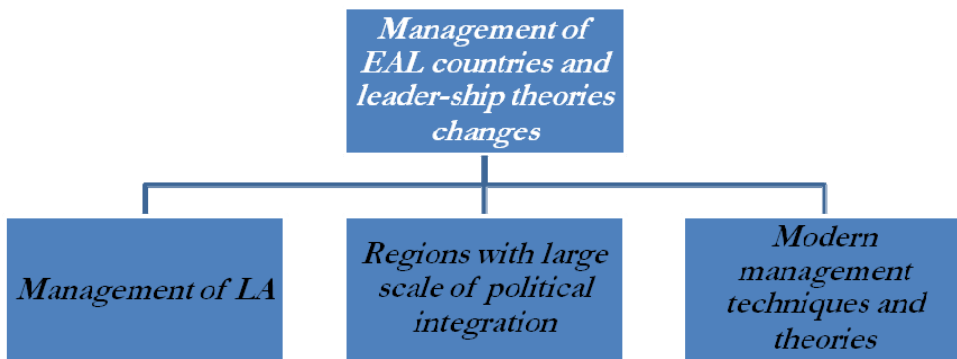 Management of
EAL countries and
leader-ship theories
changes
Management of LA
Regions with large
scale of political
integration
Modern
management
techniques and
theories